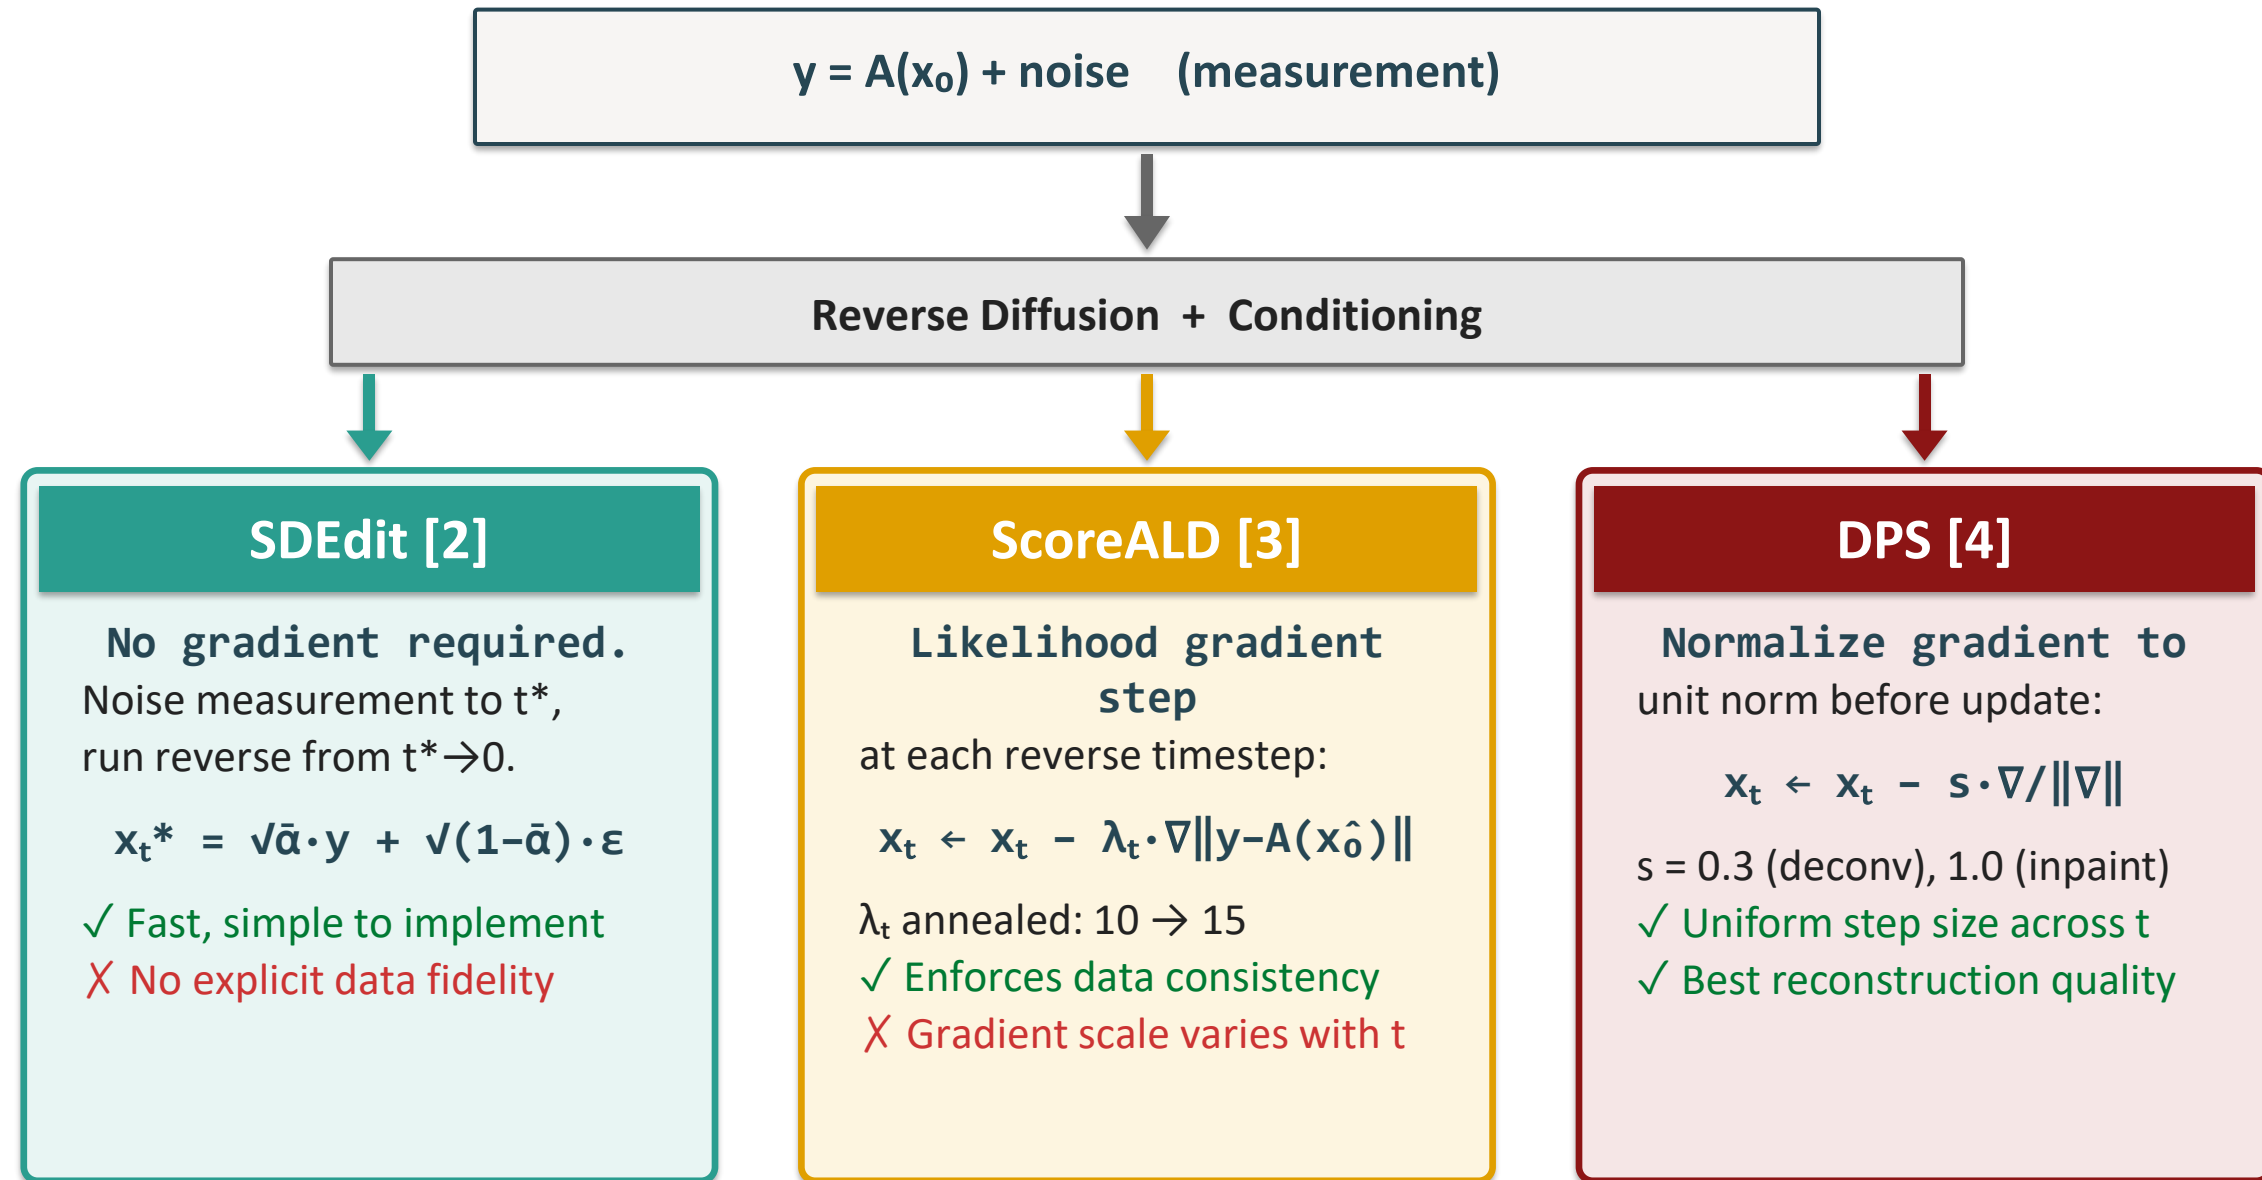 y = A(x₀) + noise (measurement)
Reverse Diffusion + Conditioning
SDEdit [2]
No gradient required.
Noise measurement to t*,
run reverse from t*→0.
xₜ* = √ᾱ·y + √(1−ᾱ)·ε
✓ Fast, simple to implement
✗ No explicit data fidelity
ScoreALD [3]
Likelihood gradient
step
at each reverse timestep:
xₜ ← xₜ − λₜ·∇‖y−A(x̂₀)‖
λₜ annealed: 10 → 15
✓ Enforces data consistency
✗ Gradient scale varies with t
DPS [4]
Normalize gradient to
unit norm before update:
xₜ ← xₜ − s·∇/‖∇‖
s = 0.3 (deconv), 1.0 (inpaint)
✓ Uniform step size across t
✓ Best reconstruction quality